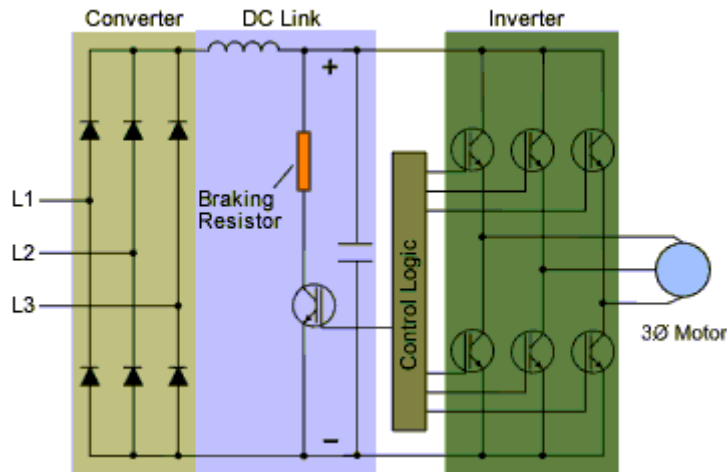 Converter
DC Link
Inverter
+
L1
Braking
Resistor
L2
Control Logic
L3
3Ø Motor
−